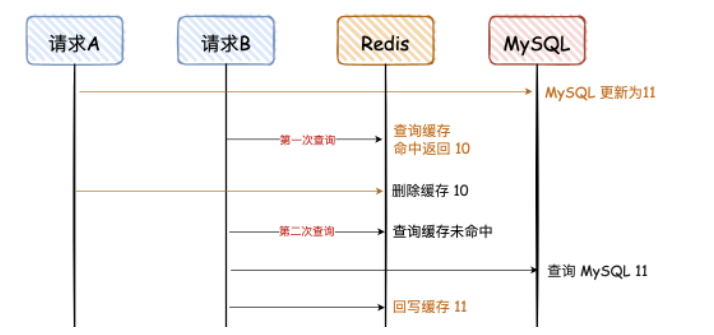 请求A
请求B
Redis
MySQL
MySQL 更新为11
第一次查询
查询缓存
命中返回 10
删除缓存 10
第二次查询
查询缓存未命中
查询 MySQL 11
回写缓存 11